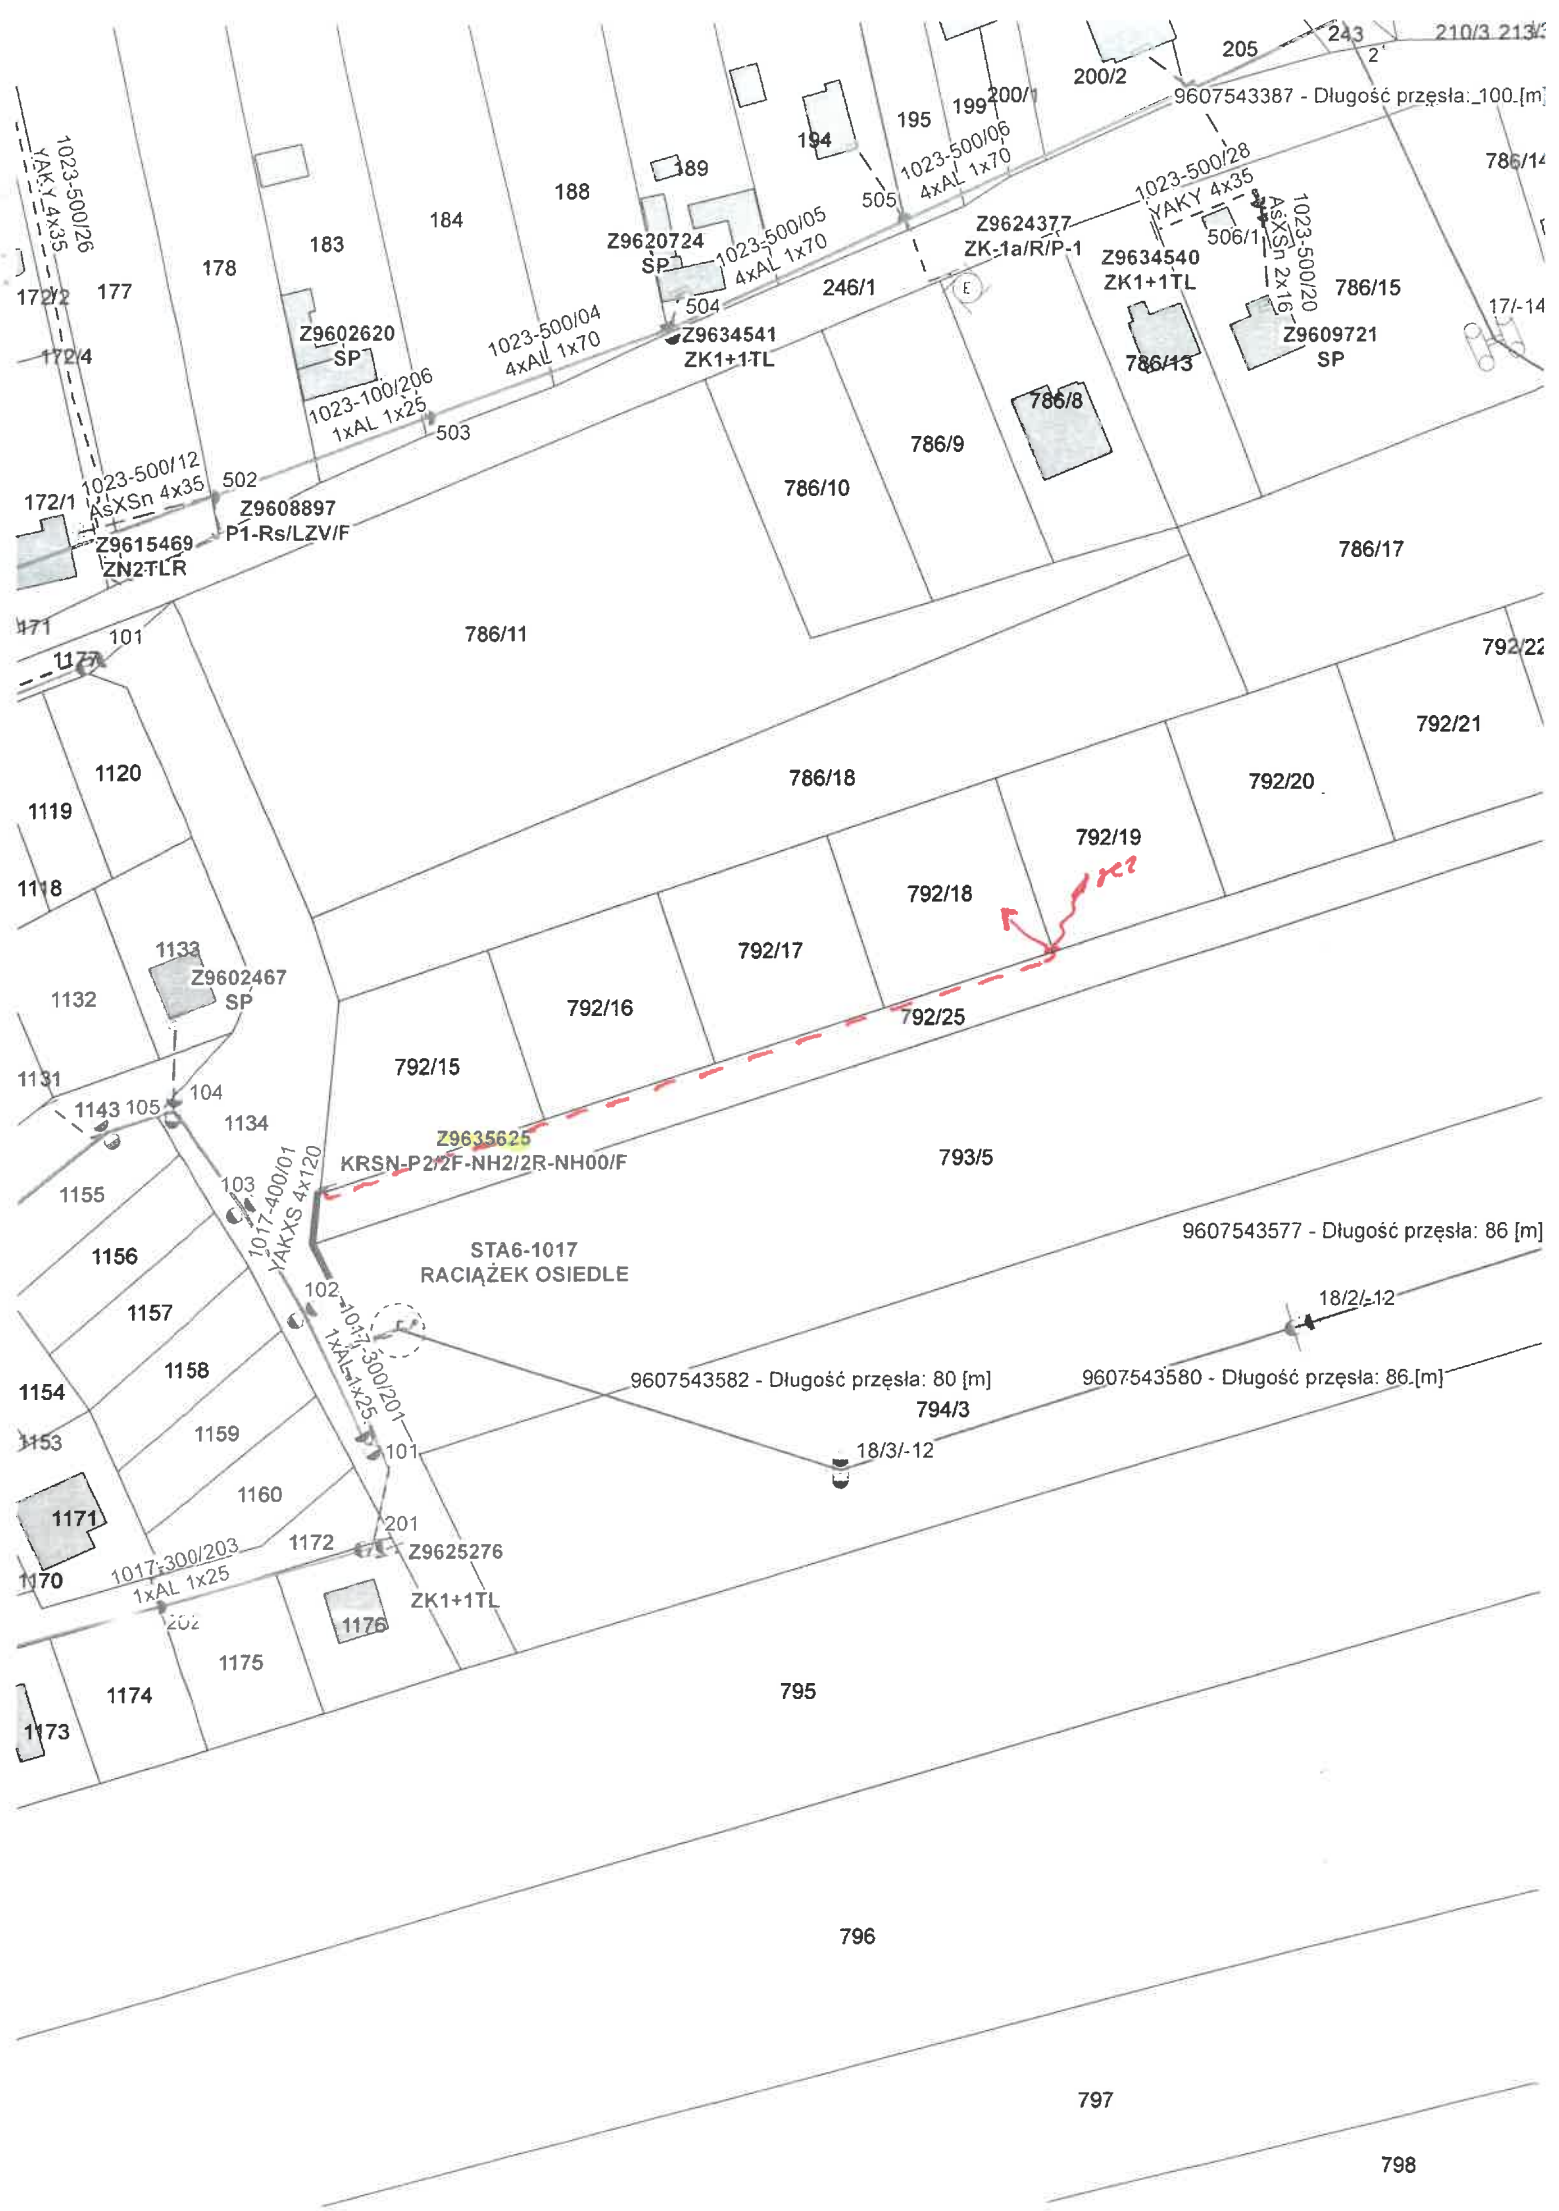 243
210/3 213/3
205
2
200/2
9607543387 - Długość przęsła: 100 [m]
200/1
199
195
194
1023-500/06
4xAL 1x70
786/14
1023-500/26
YAKY 4x35
189
188
1023-500/28
YAKY 4x35
184
505
1023-500/20
AsXSn 2x16
183
Z9624377
ZK-1a/R/P-1
506/1
Z9620724
SP
1023-500/05
4xAL 1x70
178
Z9634540
ZK1+1TL
172/2
177
246/1
E
786/15
504
17/-14
Z9602620
SP
1023-500/04
4xAL 1x70
Z9634541
ZK1+1TL
Z9609721
SP
172/4
786/13
1023-100/206
1xAL 1x25
786/8
503
786/9
1023-500/12
AsXSn 4x35
502
786/10
172/1
Z9608897
P1-Rs/LZV/F
Z9615469
ZN2TLR
786/17
171
101
786/11
1177
792/22
792/21
1120
786/18
792/20
1119
792/19
1118
792/18
1133
792/17
Z9602467
SP
1132
792/16
792/25
792/15
1131
104
1143
105
1134
Z9635625
KRSN-P2/2F-NH2/2R-NH00/F
793/5
1017-400/01
YAKXS 4x120
103
1155
9607543577 - Długość przęsła: 86 [m]
STA6-1017
RACIĄŻEK OSIEDLE
1156
102
18/2/-12
1157
1017-300/201
1xAL 1x25
1158
9607543582 - Długość przęsła: 80 [m]
9607543580 - Długość przęsła: 86 [m]
1154
794/3
1159
1153
101
18/3/-12
1160
1171
201
1172
Z9625276
ZK1+1TL
1017-300/203
1xAL 1x25
1170
202
1176
1175
1174
795
1173
796
797
798